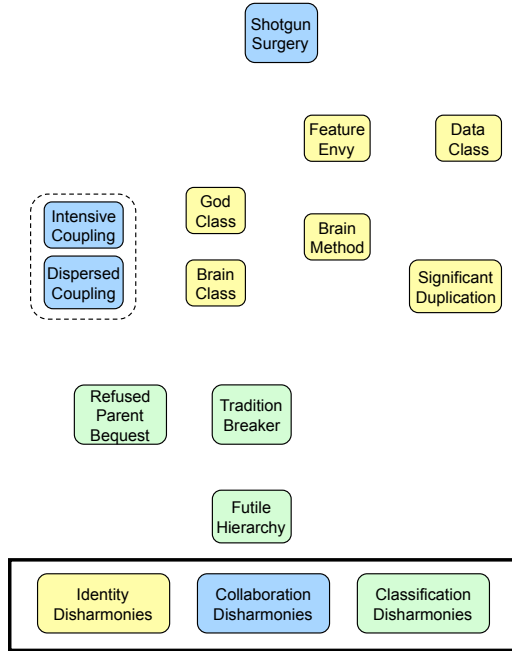 Shotgun
Surgery
Feature
Envy
Data
Class
God
Class
Intensive
Coupling
Brain
Method
Dispersed
Coupling
Brain
Class
Significant
Duplication
Refused
Parent
Bequest
Tradition
Breaker
Futile
Hierarchy
Identity
Disharmonies
Collaboration
Disharmonies
Classification
Disharmonies